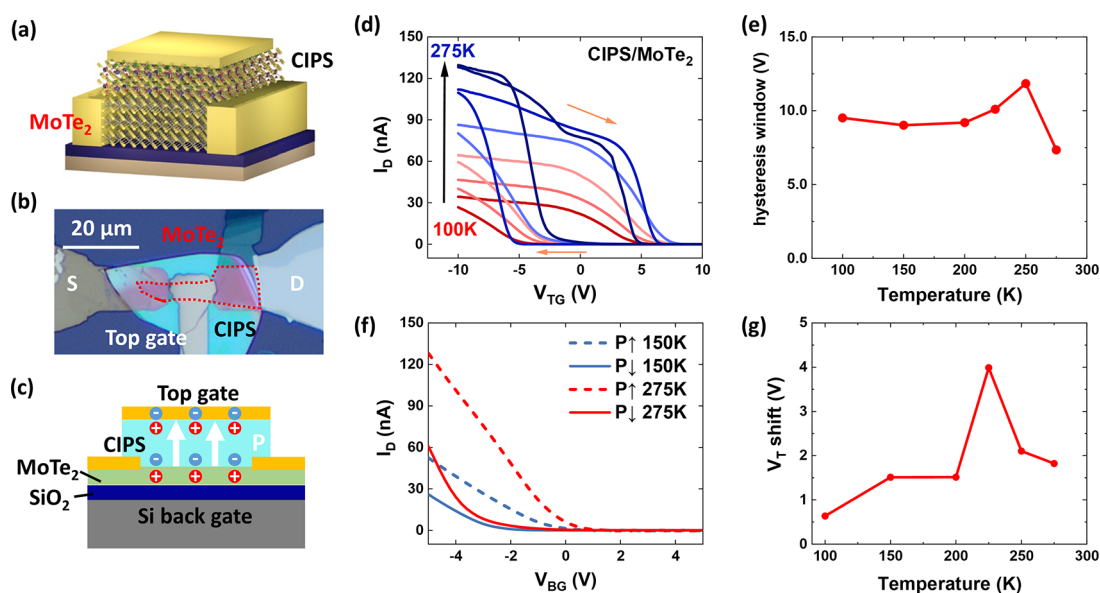 (a)
CIPS
MoTe2
(b)
20 μm
MoTe2
S
D
Top gate
CIPS
(c)
Top gate
- - -
+ + +
CIPS
P
- - -
+ + +
MoTe2
SiO2
Si back gate
(d)
150
120
90
60
30
0
ID (nA)
275K
CIPS/MoTe2
100K
-10 -5 0 5 10
VTG (V)
(e)
15.0
10.0
5.0
0.0
hysteresis window (V)
100 150 200 250 300
Temperature (K)
(f)
150
120
90
60
30
0
ID (nA)
P↑ 150K
P↓ 150K
P↑ 275K
P↓ 275K
-4 -2 0 2 4
VBG (V)
(g)
5
4
3
2
1
0
VT shift (V)
100 150 200 250 300
Temperature (K)